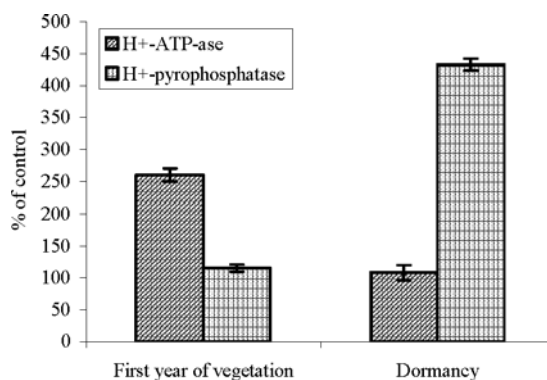 500
450
400
350
300
250
200
150
100
50
0
% of control
H+-ATP-ase
H+-pyrophosphatase
First year of vegetation
Dormancy